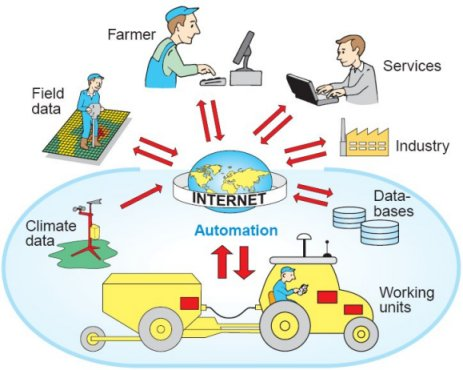 Farmer
Services
Field
data
Industry
INTERNET
Data-
bases
Climate
data
Automation
Working
units